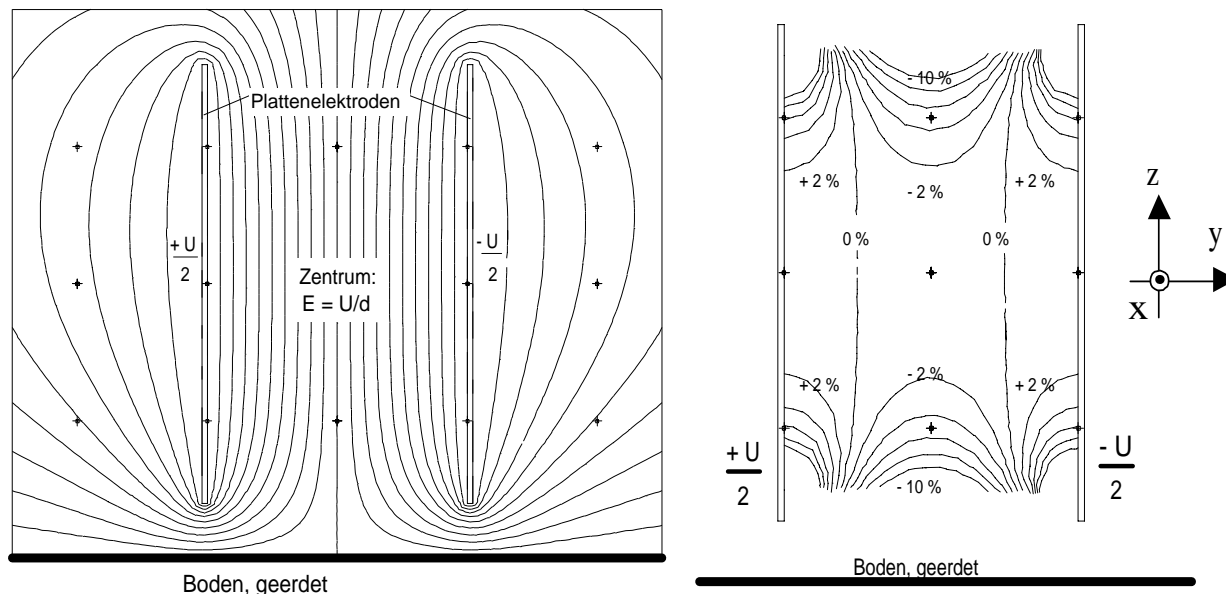 Plattenelektroden
+ U
2
- U
2
Zentrum:
E = U/d
Boden, geerdet
- 10 %
+ 2 %
- 2 %
+ 2 %
0 %
0 %
+ 2 %
- 2 %
+ 2 %
- 10 %
+ U
2
- U
2
Boden, geerdet
z
y
x